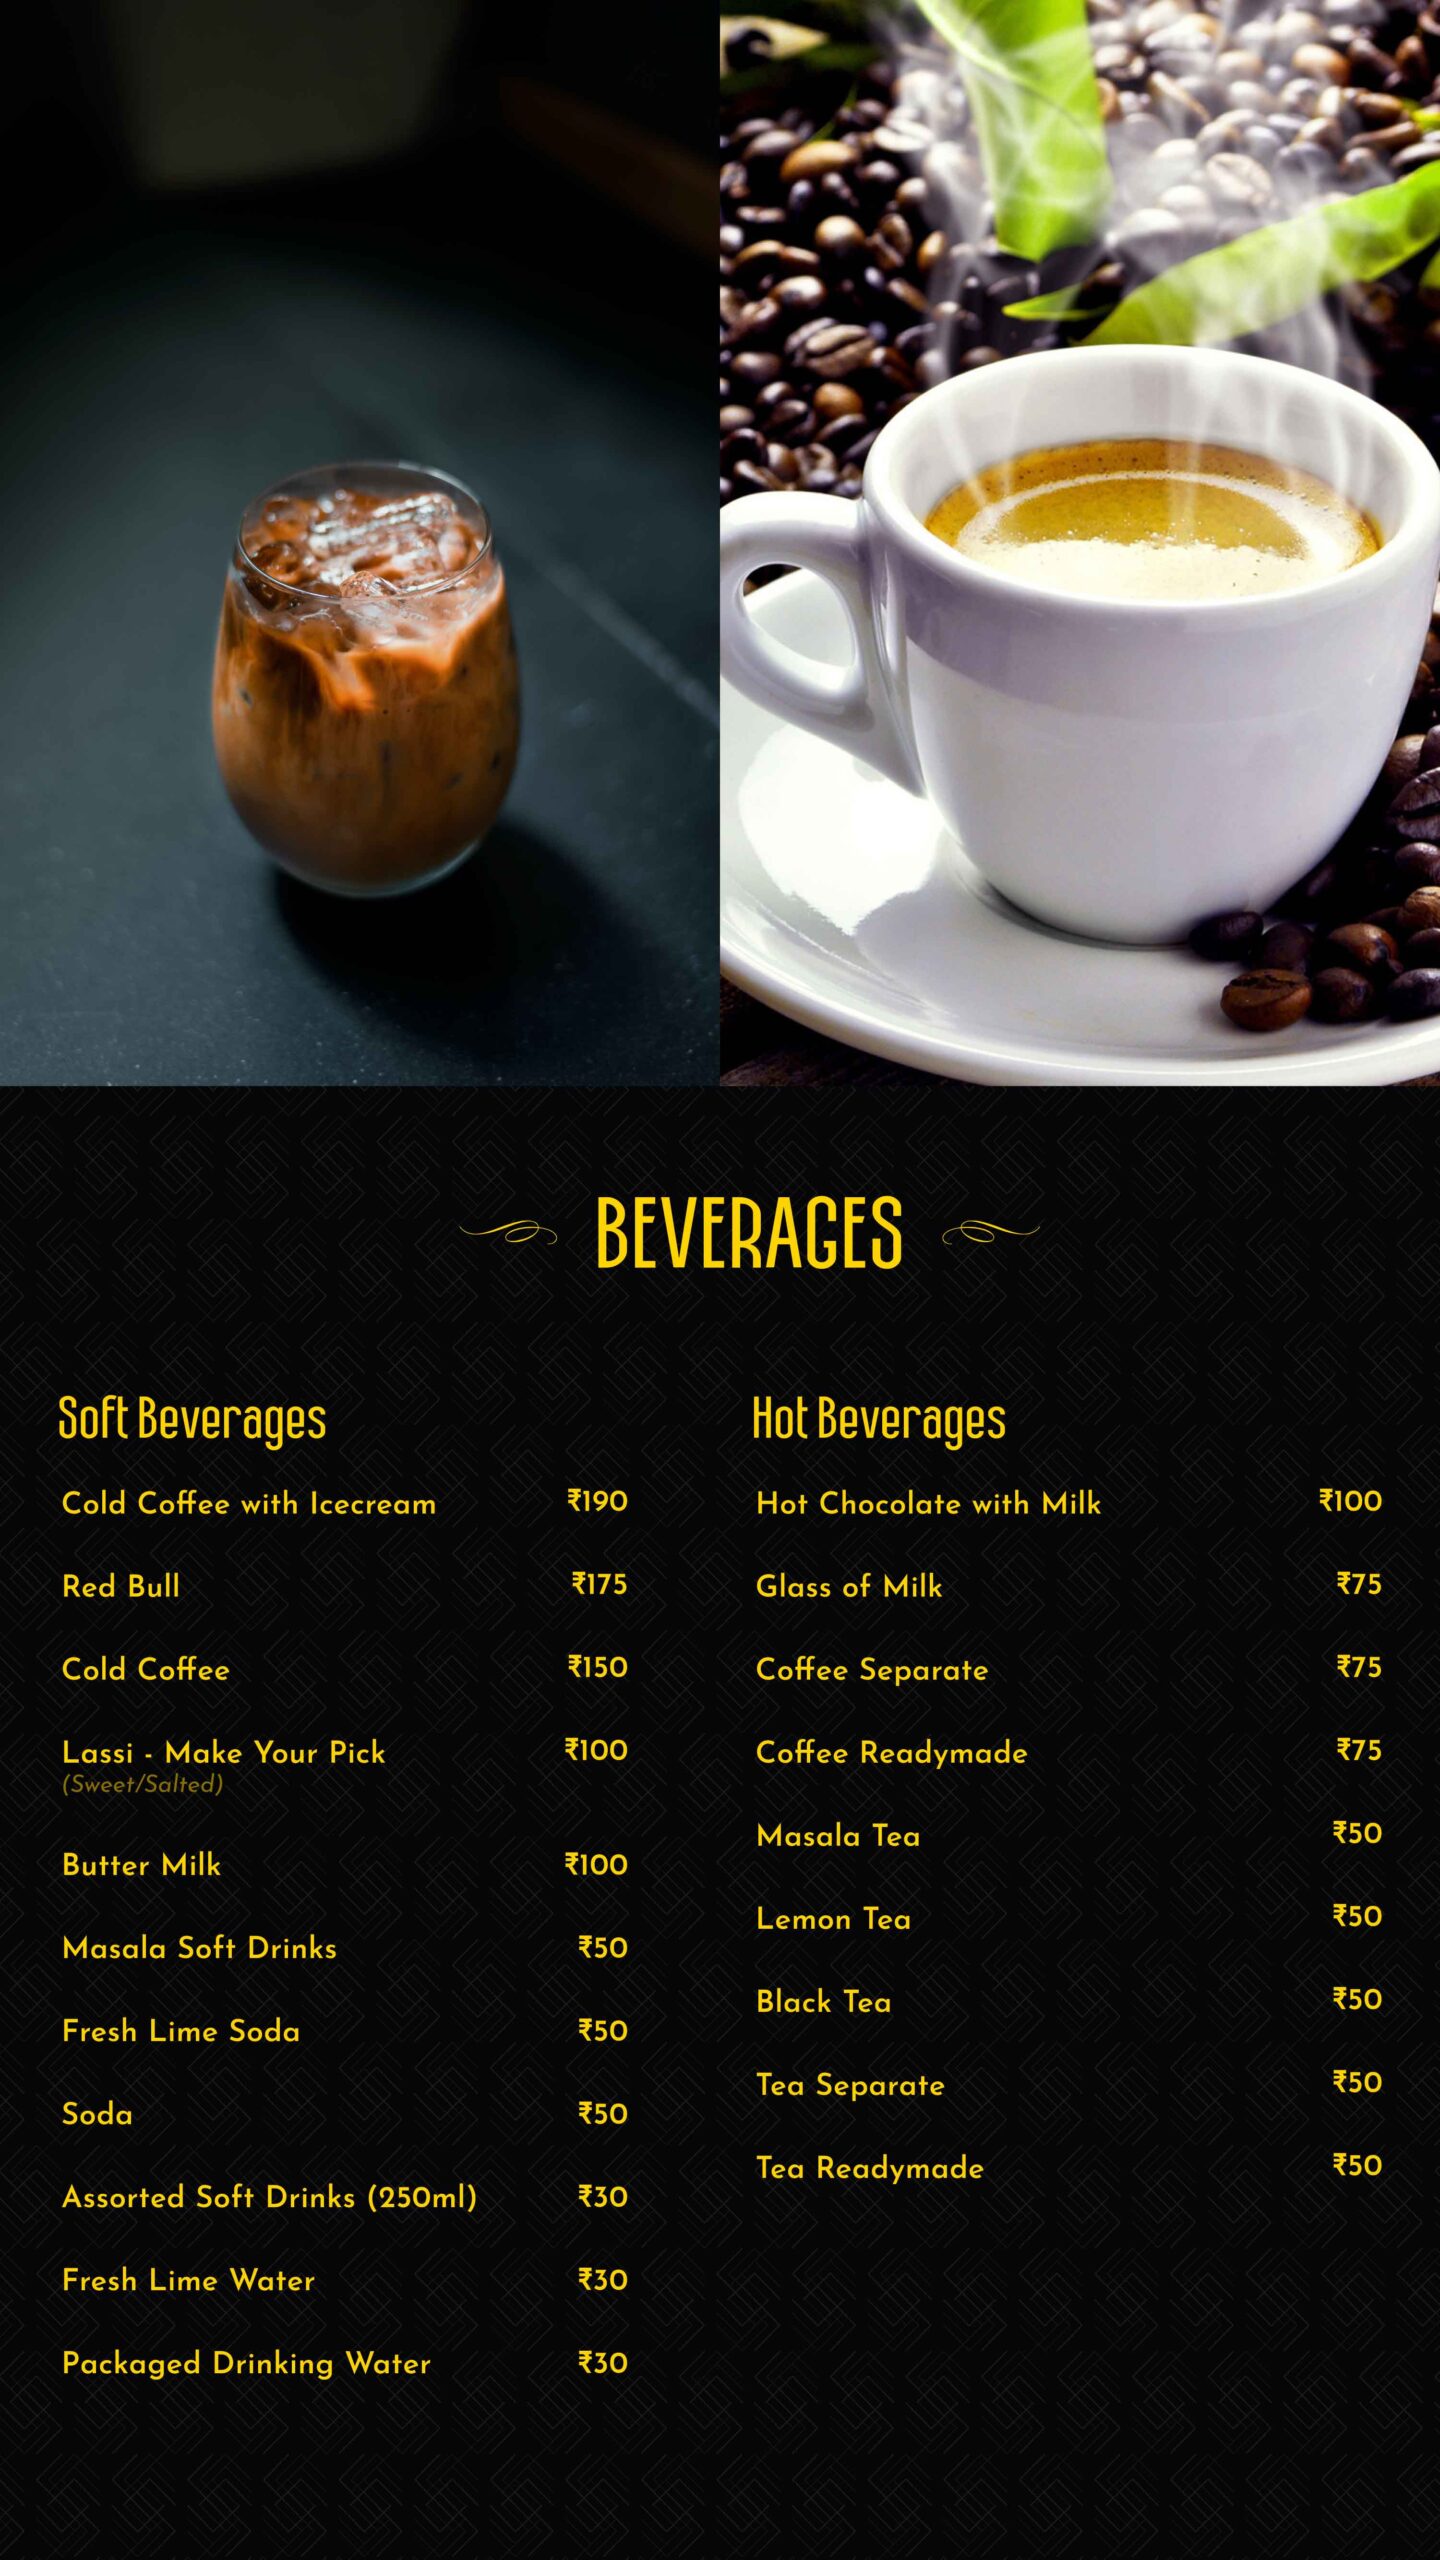 BEVERAGES
Soft Beverages
Cold Coffee with Icecream ₹190
Red Bull ₹175
Cold Coffee ₹150
Lassi - Make Your Pick ₹100
(Sweet/Salted)
Butter Milk ₹100
Masala Soft Drinks ₹50
Fresh Lime Soda ₹50
Soda ₹50
Assorted Soft Drinks (250ml) ₹30
Fresh Lime Water ₹30
Packaged Drinking Water ₹30
Hot Beverages
Hot Chocolate with Milk ₹100
Glass of Milk ₹75
Coffee Separate ₹75
Coffee Readymade ₹75
Masala Tea ₹50
Lemon Tea ₹50
Black Tea ₹50
Tea Separate ₹50
Tea Readymade ₹50